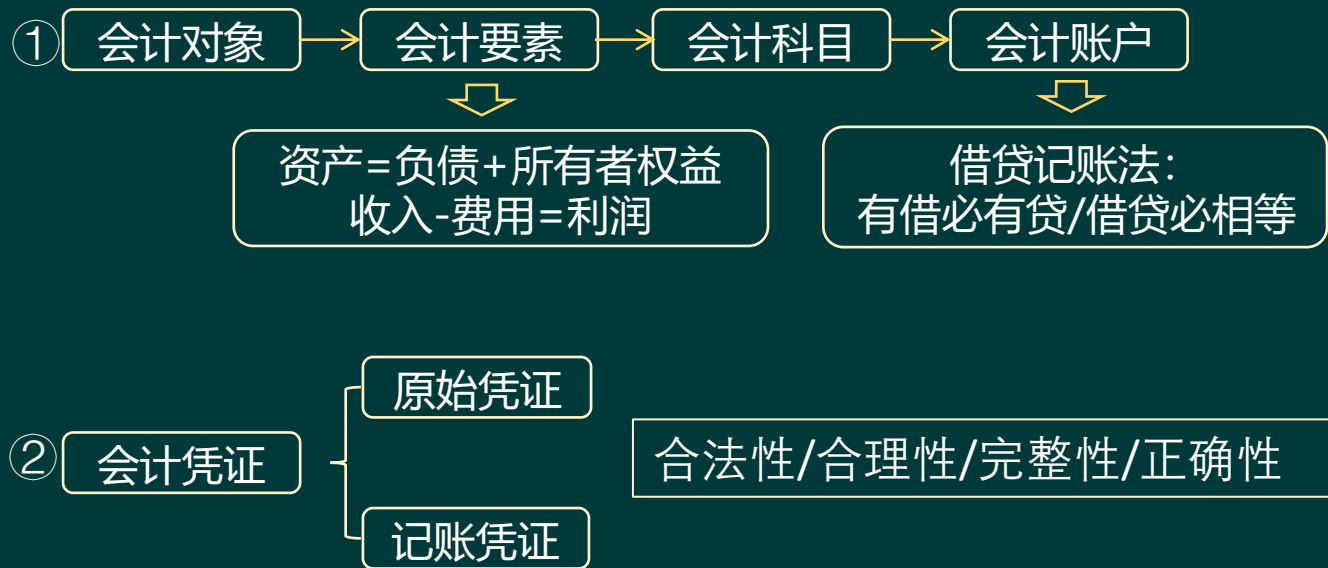 ① 会计对象 会计要素 会计科目 会计账户
资产=负债+所有者权益
收入-费用=利润
借贷记账法：
有借必有贷/借贷必相等
② 会计凭证
原始凭证
记账凭证
合法性/合理性/完整性/正确性